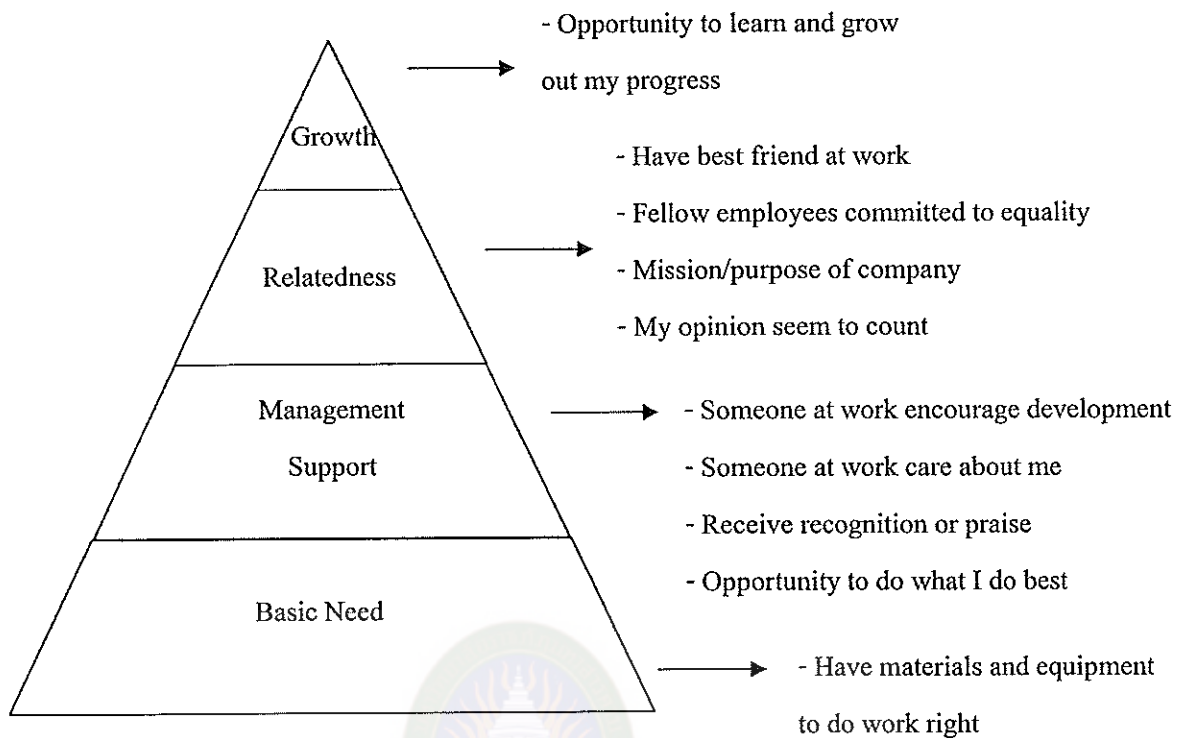 - Opportunity to learn and grow
out my progress
Growth
- Have best friend at work
- Fellow employees committed to equality
Relatedness
- Mission/purpose of company
- My opinion seem to count
Management
Support
- Someone at work encourage development
- Someone at work care about me
- Receive recognition or praise
- Opportunity to do what I do best
Basic Need
- Have materials and equipment
to do work right